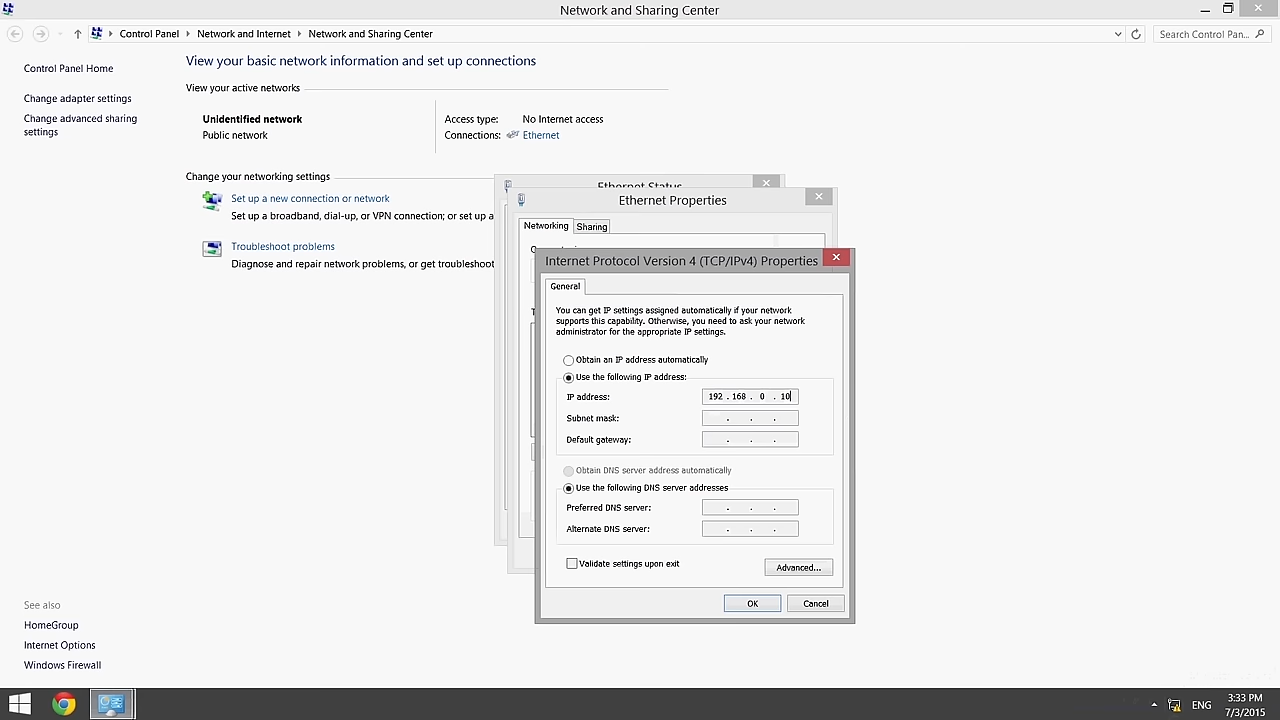 Network and Sharing Center
Control Panel
Network and Internet
Network and Sharing Center
Search Control Pan...
Control Panel Home
Change adapter settings
Change advanced sharing
settings
View your basic network information and set up connections
View your active networks
Unidentified network
Public network
Access type: No Internet access
Connections: Ethernet
Change your networking settings
Set up a new connection or network
Set up a broadband, dial-up, or VPN connection; or set up a
Troubleshoot problems
Diagnose and repair network problems, or get troubleshoot
Ethernet Status
Ethernet Properties
Networking
Sharing
Internet Protocol Version 4 (TCP/IPv4) Properties
General
You can get IP settings assigned automatically if your network
supports this capability. Otherwise, you need to ask your network
administrator for the appropriate IP settings.
Obtain an IP address automatically
Use the following IP address:
IP address: 192 . 168 . 0 . 10
Subnet mask: . . .
Default gateway: . . .
Obtain DNS server address automatically
Use the following DNS server addresses
Preferred DNS server: . . .
Alternate DNS server: . . .
Validate settings upon exit
Advanced...
OK
Cancel
See also
HomeGroup
Internet Options
Windows Firewall
ENG
3:33 PM
7/3/2015